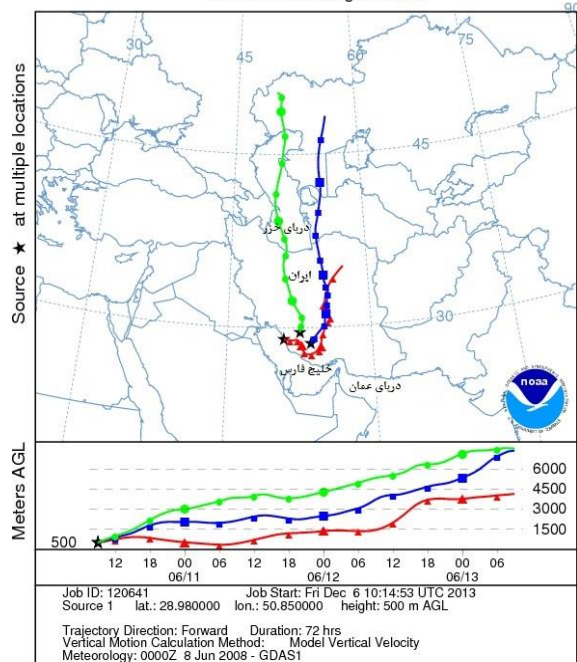 Source ★ at multiple locations
30
45
60
75
90
45
30
دریای خزر
ایران
خلیج فارس
دریای عمان
noaa
Meters AGL
500
6000
4500
3000
1500
12 18 00 06 12 18 00 06 12 18 00 06
06/11 06/12 06/13
Job ID: 120641 Job Start: Fri Dec 6 10:14:53 UTC 2013
Source 1 lat.: 28.980000 lon.: 50.850000 height: 500 m AGL
Trajectory Direction: Forward Duration: 72 hrs
Vertical Motion Calculation Method: Model Vertical Velocity
Meteorology: 0000Z 8 Jun 2008 - GDAS1